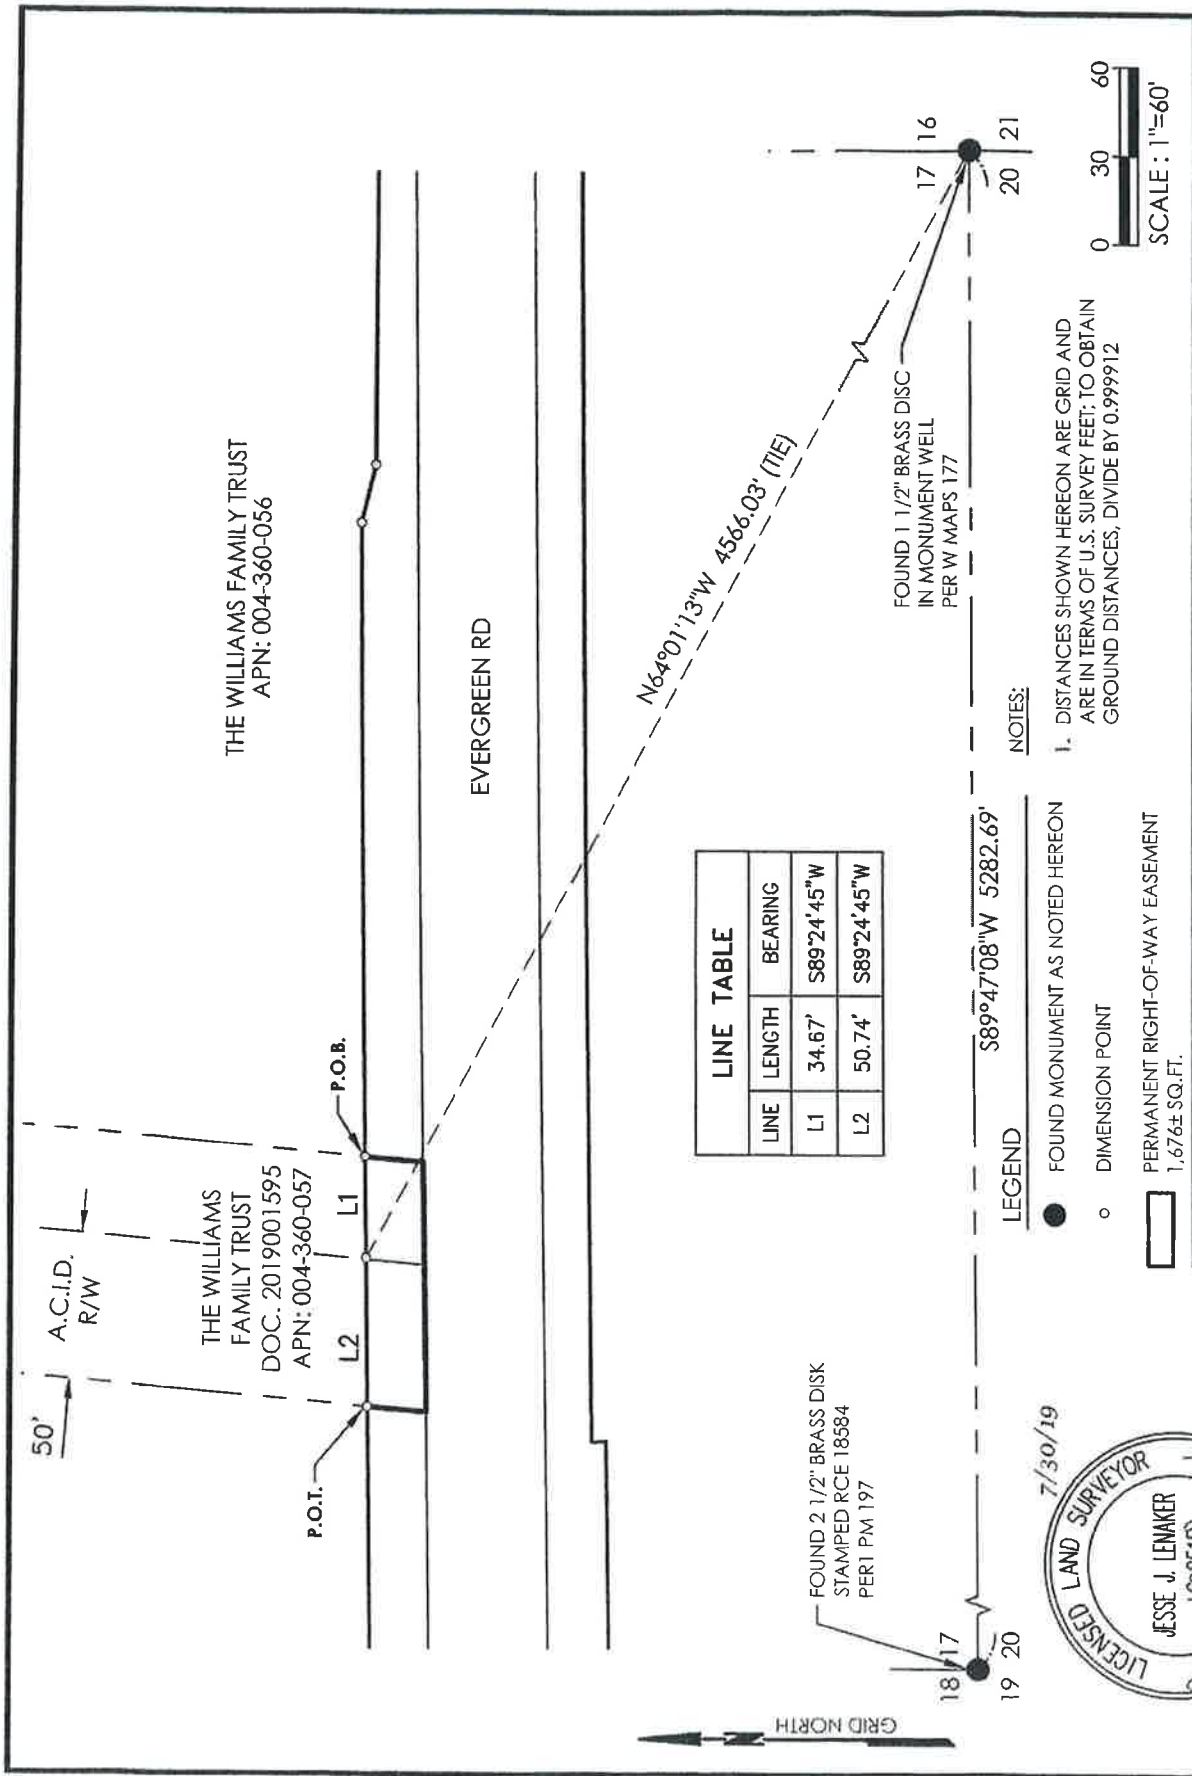 50'
A.C.I.D.
R/W
THE WILLIAMS FAMILY TRUST
APN: 004-360-056
THE WILLIAMS
FAMILY TRUST
DOC. 2019001595
APN: 004-360-057
P.O.T.
L2
L1
P.O.B.
EVERGREEN RD
N64°01'13"W 4566.03' (TIE)
LINE TABLE
LINE LENGTH BEARING
L1 34.67' S89°24'45"W
L2 50.74' S89°24'45"W
FOUND 2 1/2" BRASS DISK
STAMPED RCE 18584
PER1 PM 197
FOUND 1 1/2" BRASS DISC
IN MONUMENT WELL
PER W MAPS 177
18 17
19 20
17 16
20 21
S89°47'08"W 5282.69'
GRID NORTH
N
LEGEND
FOUND MONUMENT AS NOTED HEREON
DIMENSION POINT
PERMANENT RIGHT-OF-WAY EASEMENT
1,676± SQ.FT.
NOTES:
1. DISTANCES SHOWN HEREON ARE GRID AND
ARE IN TERMS OF U.S. SURVEY FEET; TO OBTAIN
GROUND DISTANCES, DIVIDE BY 0.999912
0 30 60
SCALE : 1"=60'
7/30/19
LICENSED LAND SURVEYOR
JESSE J. LENAKER